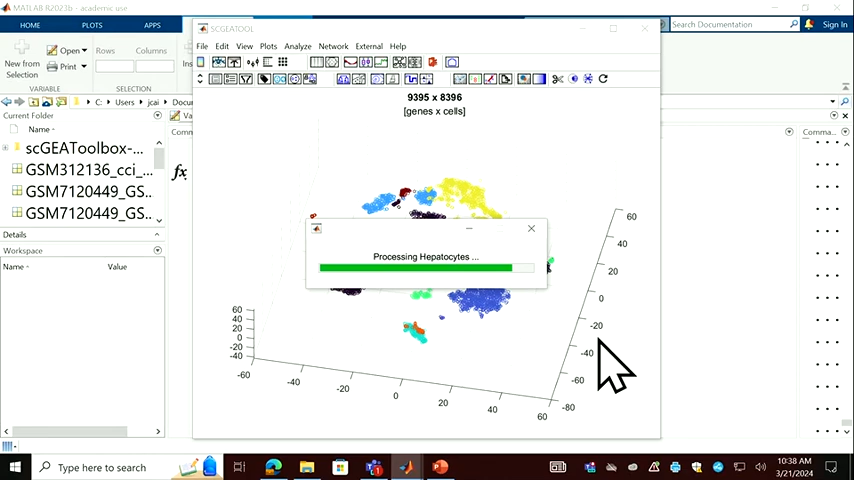 MATLAB R2023b - academic use
HOME PLOTS APPS
Search Documentation
Sign In
New from
Selection
Open
Print
Rows Columns
VARIABLE SELECTION
C: Users jcai
Current Folder
Name
scGEAToolbox-...
GSM312136_cci_...
GSM7120449_GS...
GSM7120449_GS...
Details
Workspace
Name Value
fx
Comma...
SCGEATOOL
File Edit View Plots Analyze Network External Help
9395 x 8396
[genes x cells]
Processing Hepatocytes ...
60
40
20
0
-20
-40
-60
-80
60
40
20
0
-20
-40
-60 -40 -20 0 20 40 60
Type here to search
10:38 AM
3/21/2024